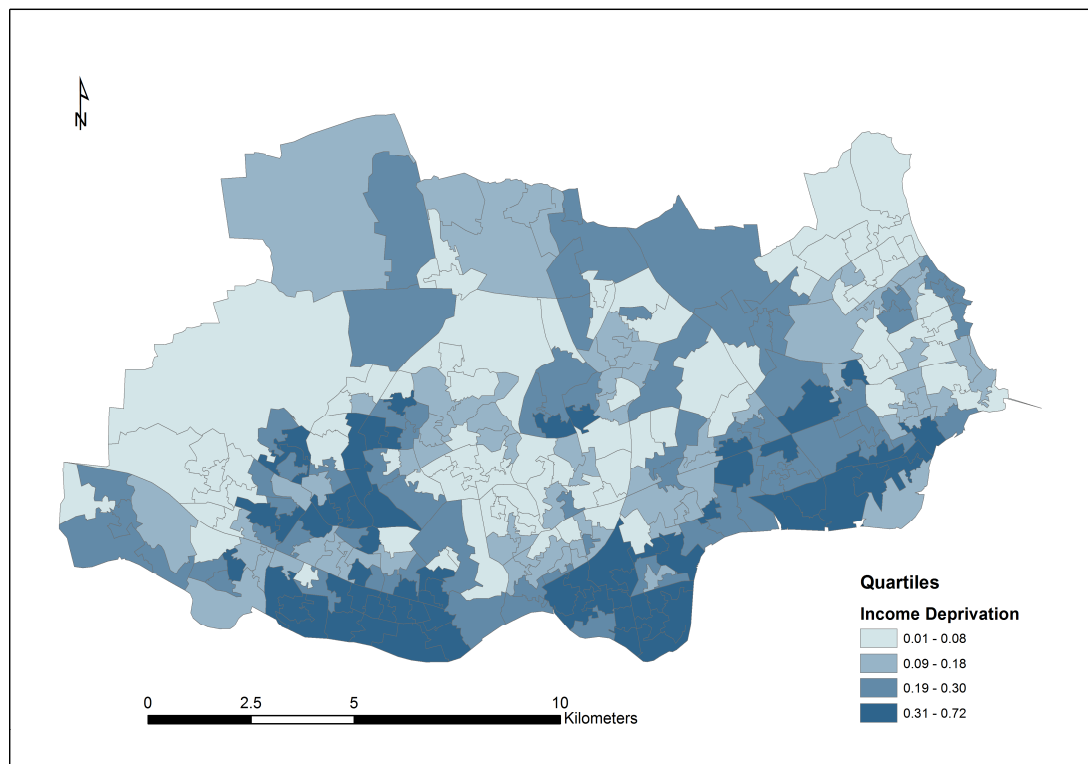 N
Quartiles
Income Deprivation
0.01 - 0.08
0.09 - 0.18
0.19 - 0.30
0.31 - 0.72
0 2.5 5 10
Kilometers